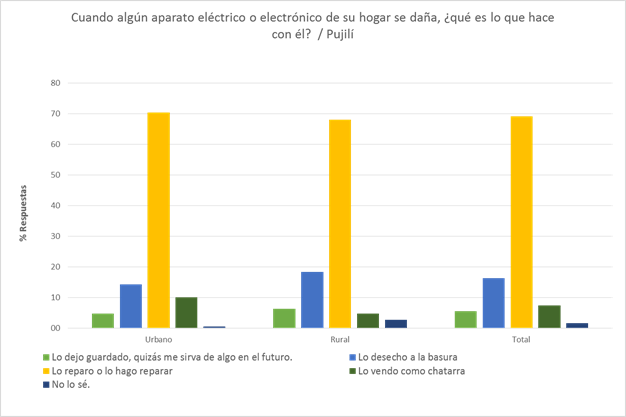 Cuando algún aparato eléctrico o electrónico de su hogar se daña, ¿qué es lo que hace
con él?  / Pujilí
80
70
60
50
40
30
20
10
00
% Respuestas
Urbano
Rural
Total
Lo dejo guardado, quizás me sirva de algo en el futuro.
Lo desecho a la basura
Lo reparo o lo hago reparar
Lo vendo como chatarra
No lo sé.